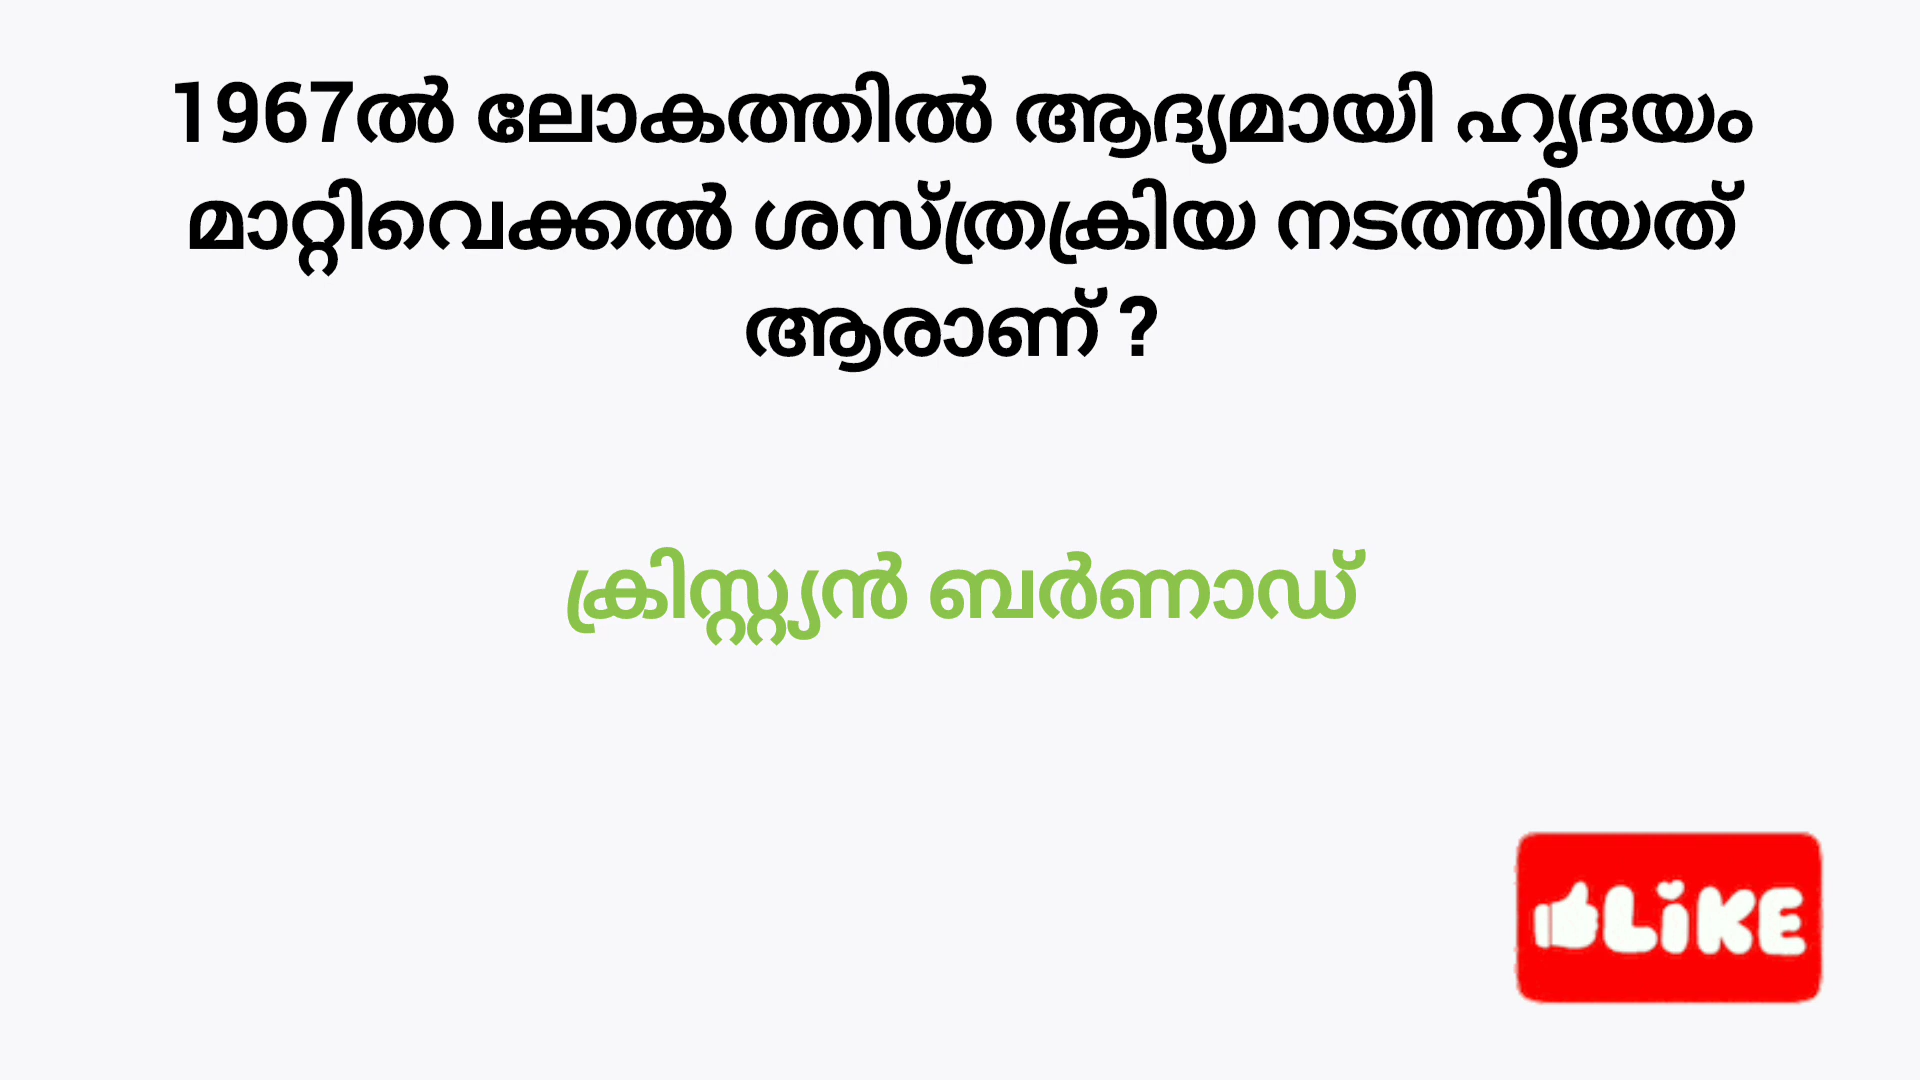 1967ൽ ലോകത്തിൽ ആദ്യമായി ഹൃദയം
മാറ്റിവെക്കൽ ശസ്ത്രക്രിയ നടത്തിയത്
ആരാണ് ?
ക്രിസ്റ്റ്യൻ ബർണാഡ്
LiKE